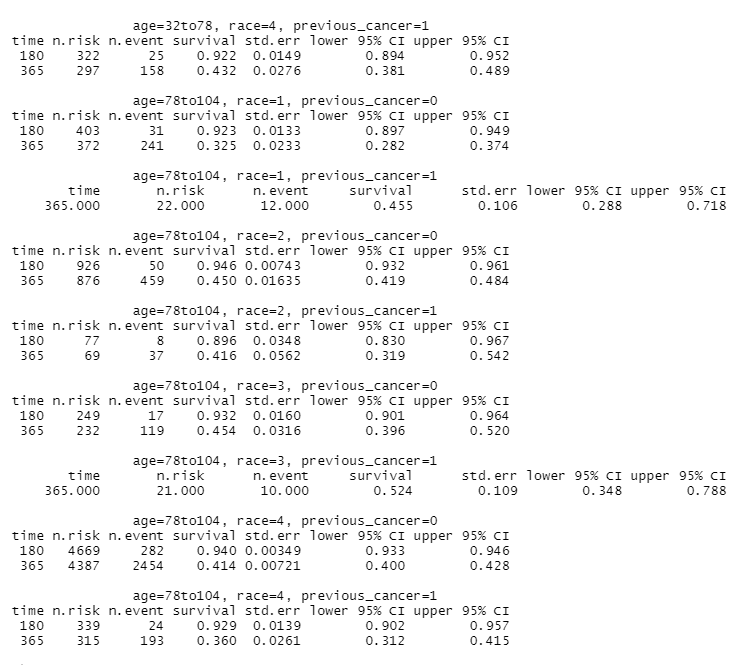 age=32to78, race=4, previous_cancer=1
time n.risk n.event survival std.err lower 95% CI upper 95% CI
180 322 25 0.922 0.0149 0.894 0.952
365 297 158 0.432 0.0276 0.381 0.489
age=78to104, race=1, previous_cancer=0
time n.risk n.event survival std.err lower 95% CI upper 95% CI
180 403 31 0.923 0.0133 0.897 0.949
365 372 241 0.325 0.0233 0.282 0.374
age=78to104, race=1, previous_cancer=1
time n.risk n.event survival std.err lower 95% CI upper 95% CI
365.000 22.000 12.000 0.455 0.106 0.288 0.718
age=78to104, race=2, previous_cancer=0
time n.risk n.event survival std.err lower 95% CI upper 95% CI
180 926 50 0.946 0.00743 0.932 0.961
365 876 459 0.450 0.01635 0.419 0.484
age=78to104, race=2, previous_cancer=1
time n.risk n.event survival std.err lower 95% CI upper 95% CI
180 77 8 0.896 0.0348 0.830 0.967
365 69 37 0.416 0.0562 0.319 0.542
age=78to104, race=3, previous_cancer=0
time n.risk n.event survival std.err lower 95% CI upper 95% CI
180 249 17 0.932 0.0160 0.901 0.964
365 232 119 0.454 0.0316 0.396 0.520
age=78to104, race=3, previous_cancer=1
time n.risk n.event survival std.err lower 95% CI upper 95% CI
365.000 21.000 10.000 0.524 0.109 0.348 0.788
age=78to104, race=4, previous_cancer=0
time n.risk n.event survival std.err lower 95% CI upper 95% CI
180 4669 282 0.940 0.00349 0.933 0.946
365 4387 2454 0.414 0.00721 0.400 0.428
age=78to104, race=4, previous_cancer=1
time n.risk n.event survival std.err lower 95% CI upper 95% CI
180 339 24 0.929 0.0139 0.902 0.957
365 315 193 0.360 0.0261 0.312 0.415